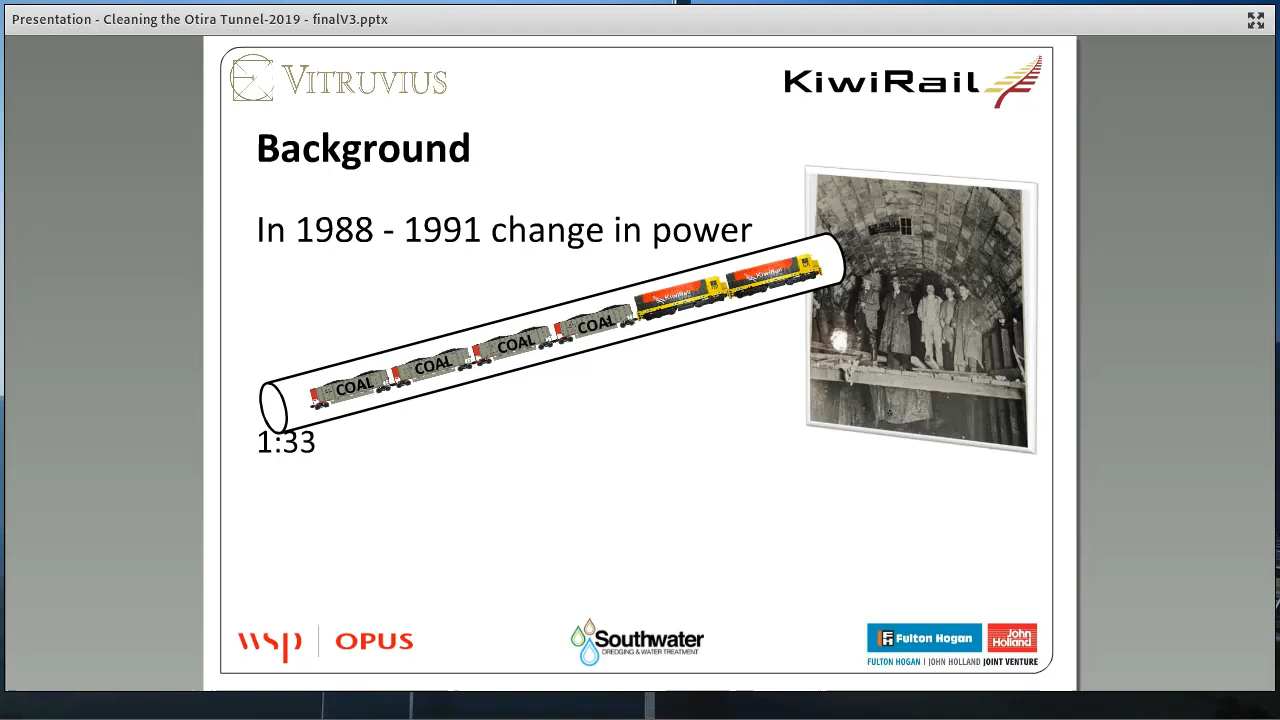 Presentation - Cleaning the Otira Tunnel-2019 - finalV3.pptx
VITRUVIUS
KiwiRail
Background
In 1988 - 1991 change in power
KiwiRail
KiwiRail
COAL
COAL
COAL
COAL
1:33
wsp OPUS
Southwater
DREDGING & WATER TREATMENT
Fulton Hogan
John
Holland
FULTON HOGAN | JOHN HOLLAND JOINT VENTURE